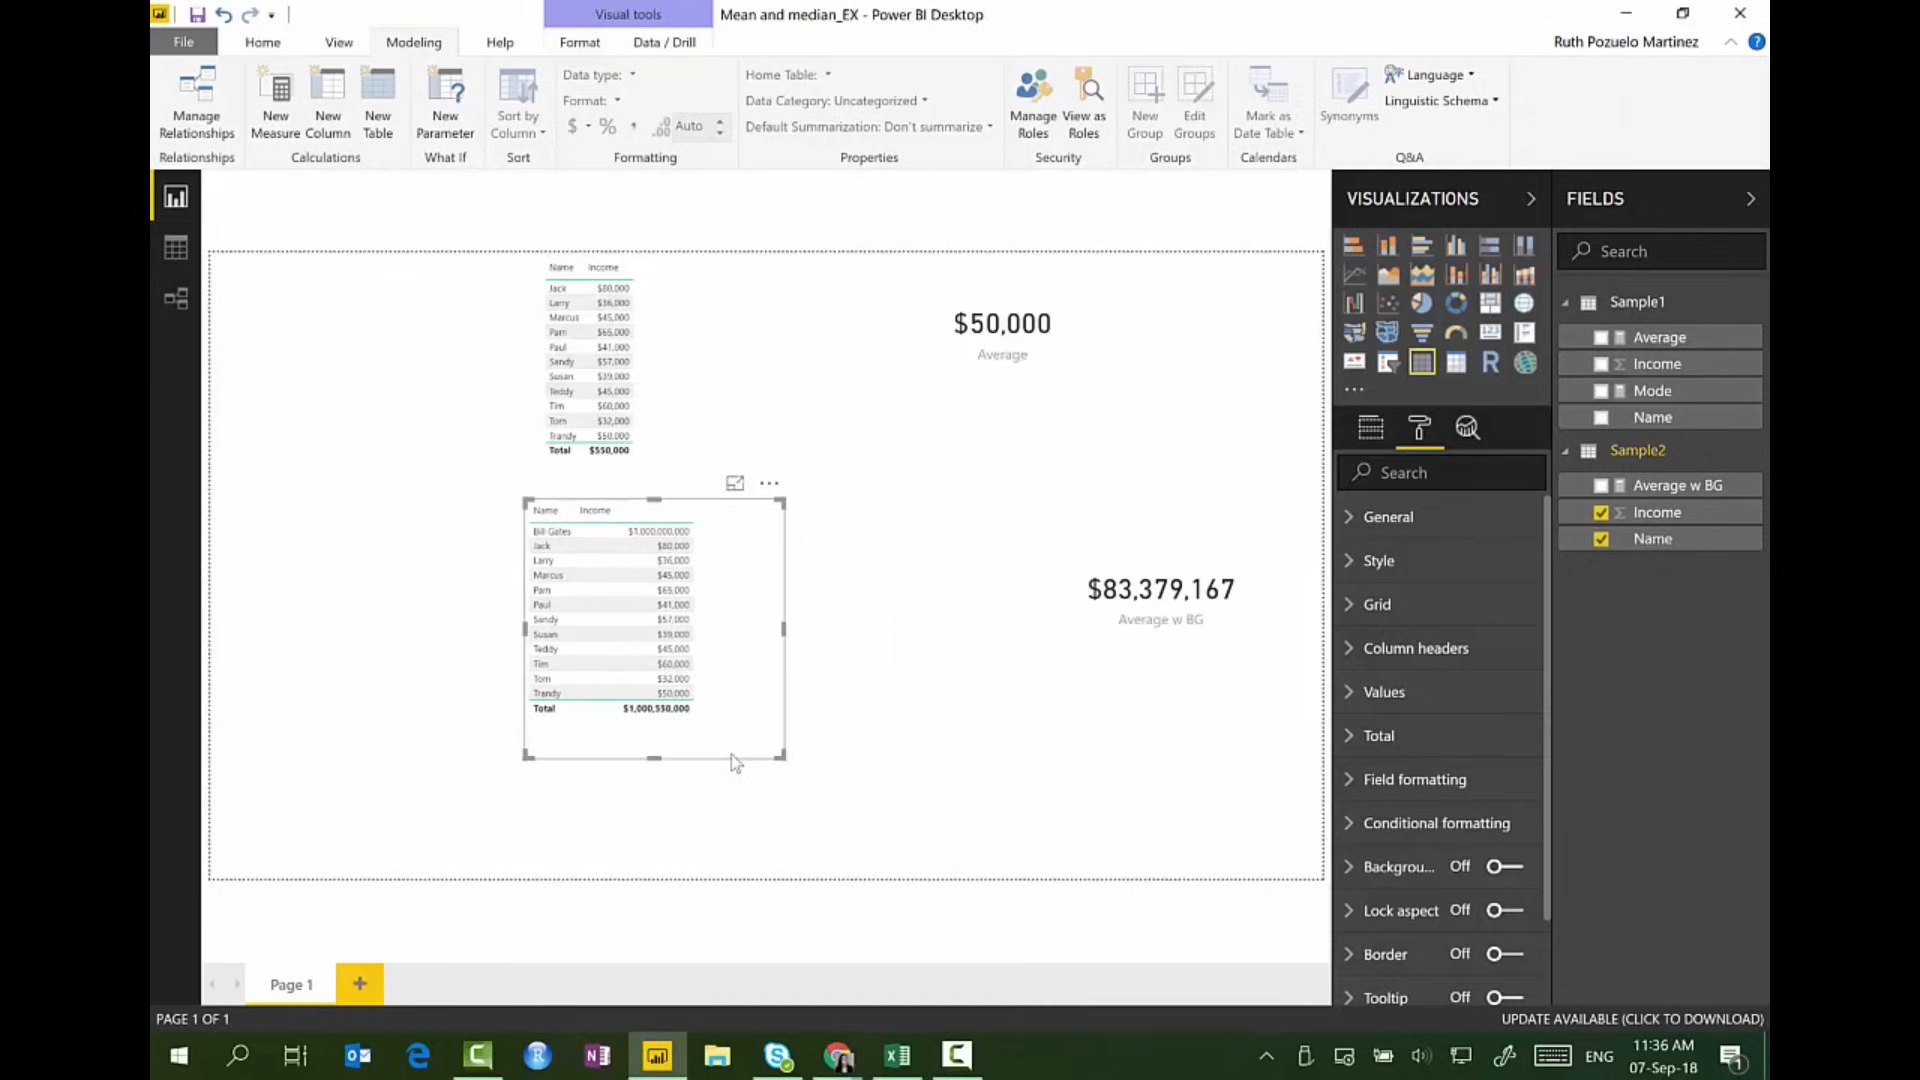 Visual tools
Mean and median_EX - Power BI Desktop
File Home View Modeling Help Format Data / Drill
Ruth Pozuelo Martinez
Manage Relationships
New Measure
New Column
New Table
New Parameter
Sort by Column
Data type:
Format:
$ % , .00 Auto
Home Table:
Data Category: Uncategorized
Default Summarization: Don't summarize
Manage Roles
View as Roles
New Group
Edit Groups
Mark as Date Table
Synonyms
Language
Linguistic Schema
Relationships Calculations What If Sort Formatting Properties Security Groups Calendars Q&A
Name Income
Jack $80,000
Larry $36,000
Marcus $45,000
Pam $65,000
Paul $41,000
Sandy $57,000
Susan $39,000
Teddy $45,000
Tim $60,000
Tom $32,000
Trandy $50,000
Total $550,000
$50,000
Average
Name Income
Bill Gates $1,000,000,000
Jack $80,000
Larry $36,000
Marcus $45,000
Pam $65,000
Paul $41,000
Sandy $57,000
Susan $39,000
Teddy $45,000
Tim $60,000
Tom $32,000
Trandy $50,000
Total $1,000,550,000
$83,379,167
Average w BG
VISUALIZATIONS
R
Search
General
Style
Grid
Column headers
Values
Total
Field formatting
Conditional formatting
Backgrou... Off
Lock aspect Off
Border Off
Tooltip Off
FIELDS
Search
Sample1
Average
Income
Mode
Name
Sample2
Average w BG
Income
Name
Page 1
PAGE 1 OF 1
UPDATE AVAILABLE (CLICK TO DOWNLOAD)
ENG
11:36 AM
07-Sep-18